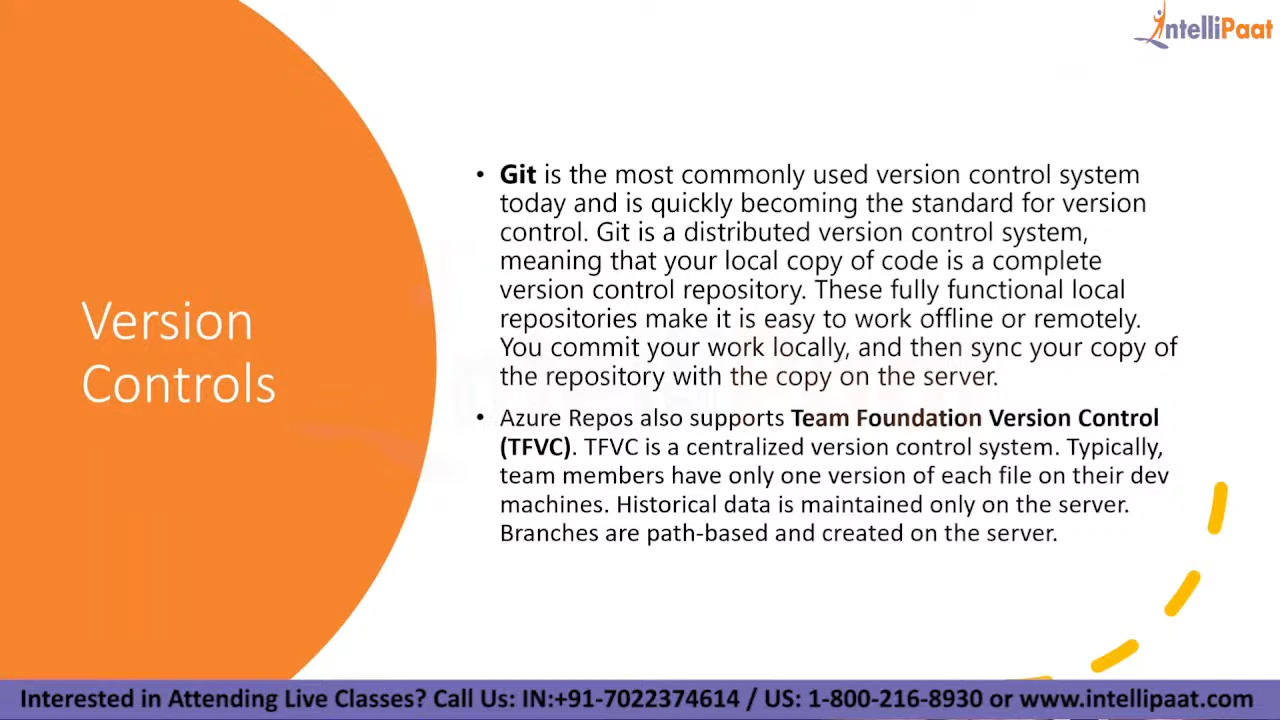 IntelliPaat
Version
Controls
• Git is the most commonly used version control system
today and is quickly becoming the standard for version
control. Git is a distributed version control system,
meaning that your local copy of code is a complete
version control repository. These fully functional local
repositories make it is easy to work offline or remotely.
You commit your work locally, and then sync your copy of
the repository with the copy on the server.
• Azure Repos also supports Team Foundation Version Control
(TFVC). TFVC is a centralized version control system. Typically,
team members have only one version of each file on their dev
machines. Historical data is maintained only on the server.
Branches are path-based and created on the server.
Interested in Attending Live Classes? Call Us: IN:+91-7022374614 / US: 1-800-216-8930 or www.intellipaat.com